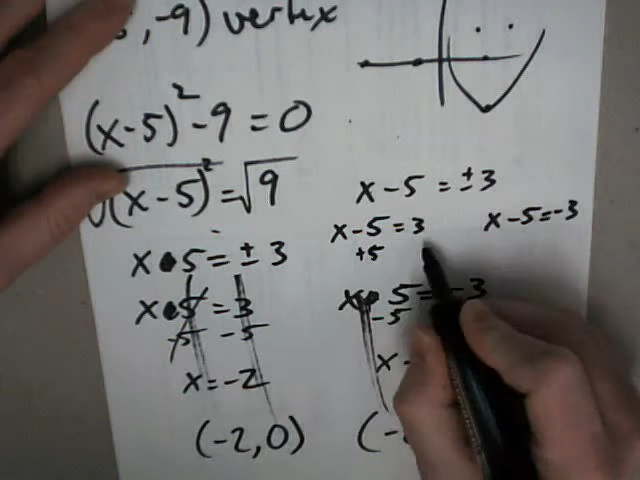 , -9) vertex
(x-5)² -9 = 0
√(x-5)² = √9
x • 5 = ± 3
x • 5 = 3
-5 -5
x = -2
(-2,0)
x-5 = ±3
x-5 = 3
+5
x-5 = -3
x • 5 = -3
-5
x -
(-